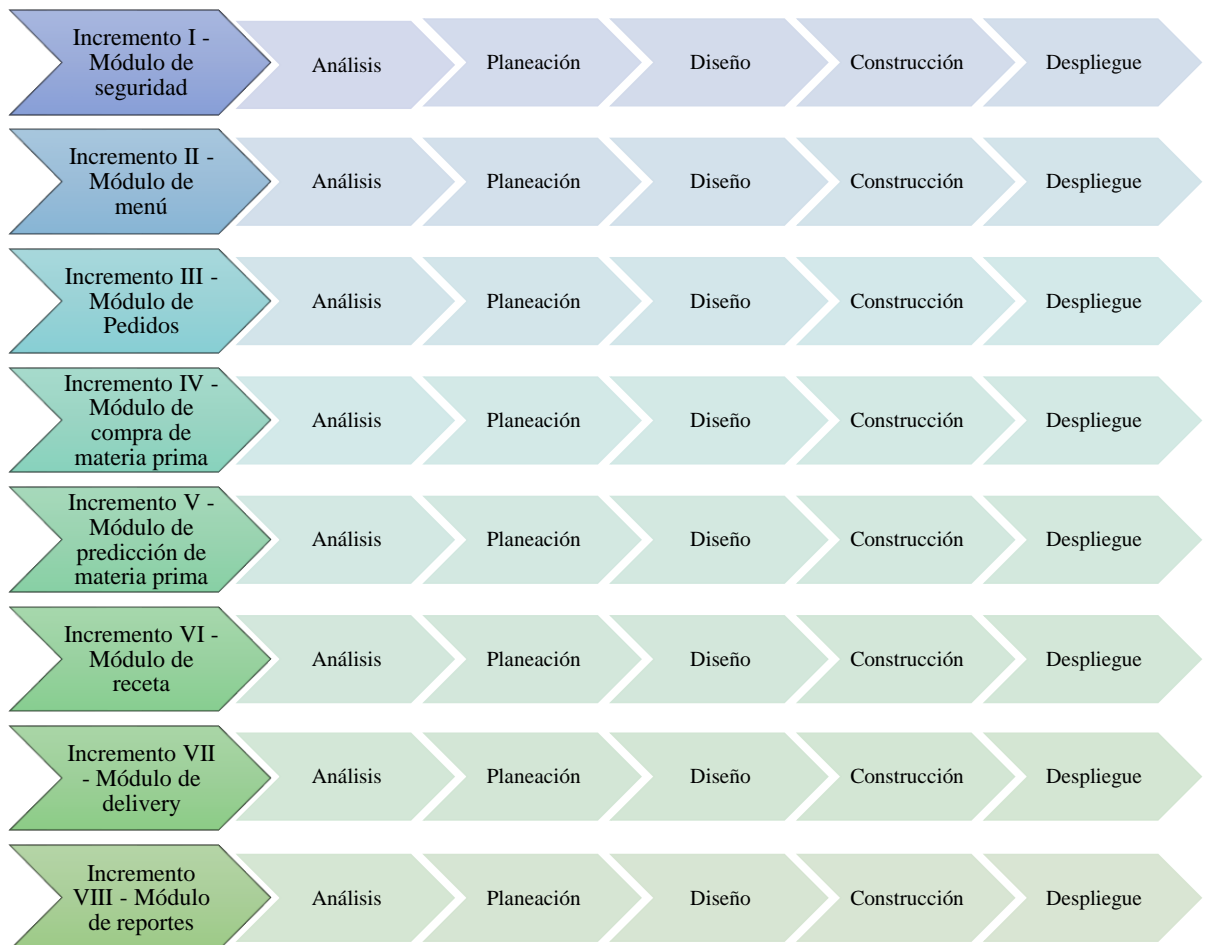 Incremento I -
Módulo de
seguridad
Análisis
Planeación
Diseño
Construcción
Despliegue
Incremento II -
Módulo de
menú
Análisis
Planeación
Diseño
Construcción
Despliegue
Incremento III -
Módulo de
Pedidos
Análisis
Planeación
Diseño
Construcción
Despliegue
Incremento IV -
Módulo de
compra de
materia prima
Análisis
Planeación
Diseño
Construcción
Despliegue
Incremento V -
Módulo de
predicción de
materia prima
Análisis
Planeación
Diseño
Construcción
Despliegue
Incremento VI -
Módulo de
receta
Análisis
Planeación
Diseño
Construcción
Despliegue
Incremento VII
- Módulo de
delivery
Análisis
Planeación
Diseño
Construcción
Despliegue
Incremento
VIII - Módulo
de reportes
Análisis
Planeación
Diseño
Construcción
Despliegue